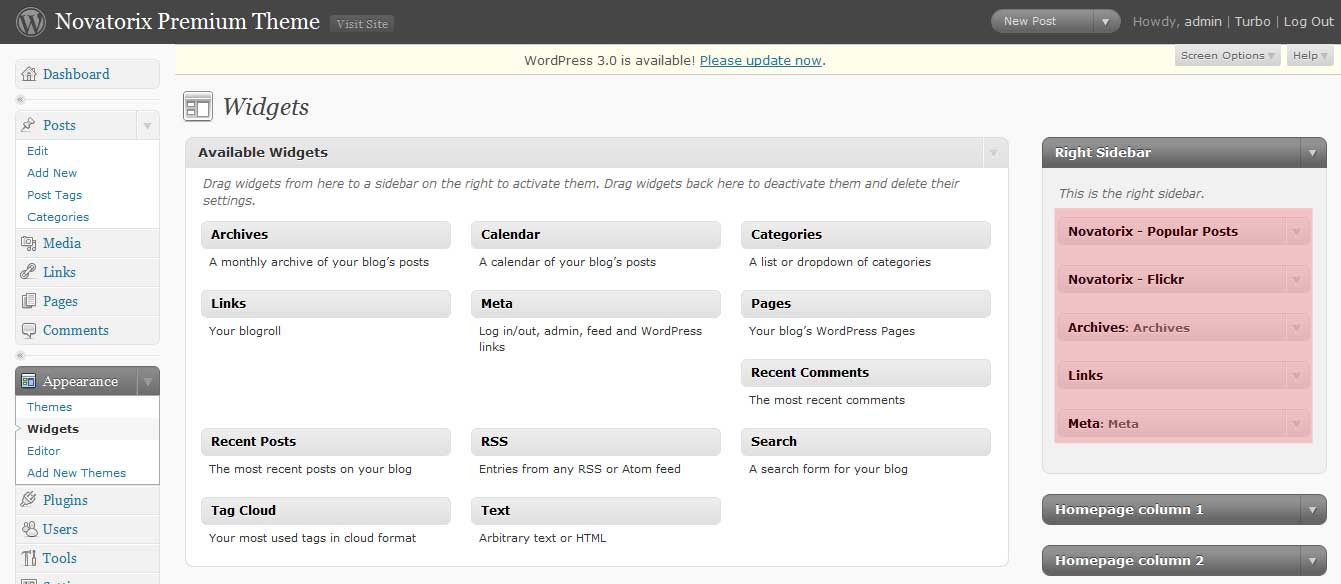 Novatorix Premium Theme Visit Site
New Post
Howdy, admin | Turbo | Log Out
WordPress 3.0 is available! Please update now.
Screen Options
Help
Dashboard
Posts
Edit
Add New
Post Tags
Categories
Media
Links
Pages
Comments
Appearance
Themes
Widgets
Editor
Add New Themes
Plugins
Users
Tools
Widgets
Available Widgets
Drag widgets from here to a sidebar on the right to activate them. Drag widgets back here to deactivate them and delete their
settings.
Archives
A monthly archive of your blog's posts
Calendar
A calendar of your blog's posts
Categories
A list or dropdown of categories
Links
Your blogroll
Meta
Log in/out, admin, feed and WordPress
links
Pages
Your blog's WordPress Pages
Recent Comments
The most recent comments
Recent Posts
The most recent posts on your blog
RSS
Entries from any RSS or Atom feed
Search
A search form for your blog
Tag Cloud
Your most used tags in cloud format
Text
Arbitrary text or HTML
Right Sidebar
This is the right sidebar.
Novatorix - Popular Posts
Novatorix - Flickr
Archives: Archives
Links
Meta: Meta
Homepage column 1
Homepage column 2